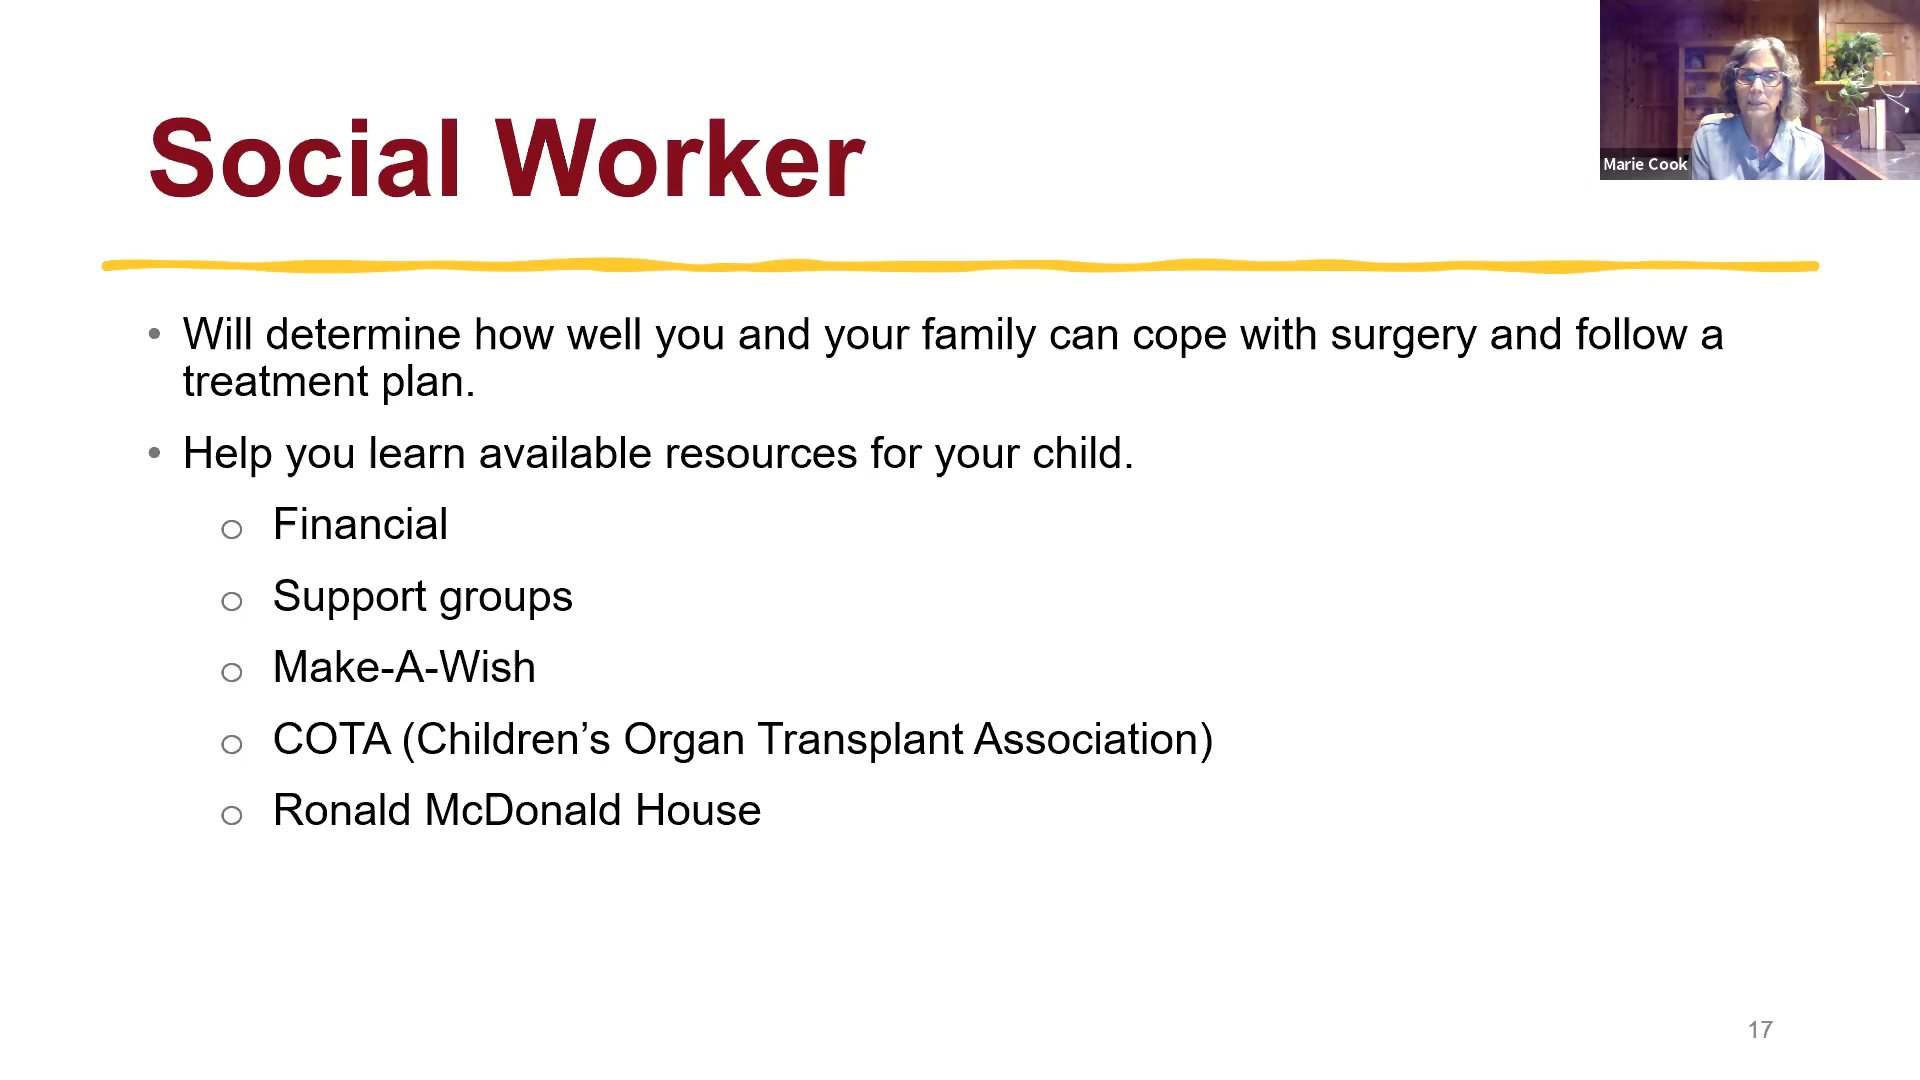 Social Worker
Marie Cook
• Will determine how well you and your family can cope with surgery and follow a
treatment plan.
• Help you learn available resources for your child.
o Financial
o Support groups
o Make-A-Wish
o COTA (Children’s Organ Transplant Association)
o Ronald McDonald House
17